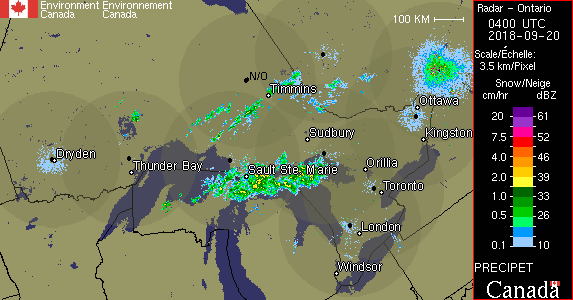 Environment Environnement
Canada Canada
100 KM
N/O
Timmins
Ottawa
Sudbury
Kingston
Dryden
Thunder Bay
Sault Ste. Marie
Orillia
Toronto
London
Windsor
Radar - Ontario
0400 UTC
2018-09-20
Scale/Échelle:
3.5 km/Pixel
Snow/Neige
cm/hr dBZ
20 61
7.5 52
4.0 46
2.0 39
1.0 33
0.5 26
0.1 10
PRECIPET
Canada